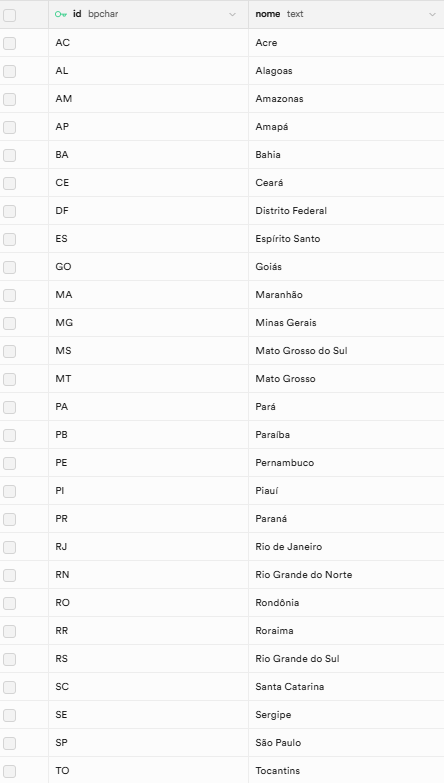 id bpchar nome text
AC Acre
AL Alagoas
AM Amazonas
AP Amapá
BA Bahia
CE Ceará
DF Distrito Federal
ES Espírito Santo
GO Goiás
MA Maranhão
MG Minas Gerais
MS Mato Grosso do Sul
MT Mato Grosso
PA Pará
PB Paraíba
PE Pernambuco
PI Piauí
PR Paraná
RJ Rio de Janeiro
RN Rio Grande do Norte
RO Rondônia
RR Roraima
RS Rio Grande do Sul
SC Santa Catarina
SE Sergipe
SP São Paulo
TO Tocantins